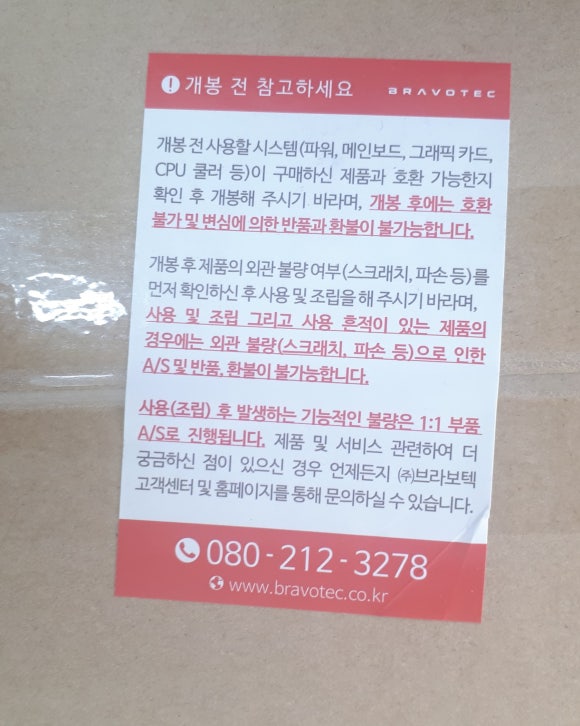 개봉 전 참고하세요 BRAVOTEC
개봉 전 사용할 시스템(파워, 메인보드, 그래픽 카드,
CPU 쿨러 등)이 구매하신 제품과 호환 가능한지
확인 후 개봉해 주시기 바라며, 개봉 후에는 호환
불가 및 변심에 의한 반품과 환불이 불가능합니다.
개봉 후 제품의 외관 불량 여부(스크래치, 파손 등)를
먼저 확인하신 후 사용 및 조립을 해 주시기 바라며,
사용 및 조립 그리고 사용 흔적이 있는 제품의
경우에는 외관 불량(스크래치, 파손 등)으로 인한
A/S 및 반품, 환불이 불가능합니다.
사용(조립) 후 발생하는 기능적인 불량은 1:1 부품
A/S로 진행됩니다. 제품 및 서비스 관련하여 더
궁금하신 점이 있으신 경우 언제든지 ㈜브라보텍
고객센터 및 홈페이지를 통해 문의하실 수 있습니다.
080 - 212 - 3278
www.bravotec.co.kr